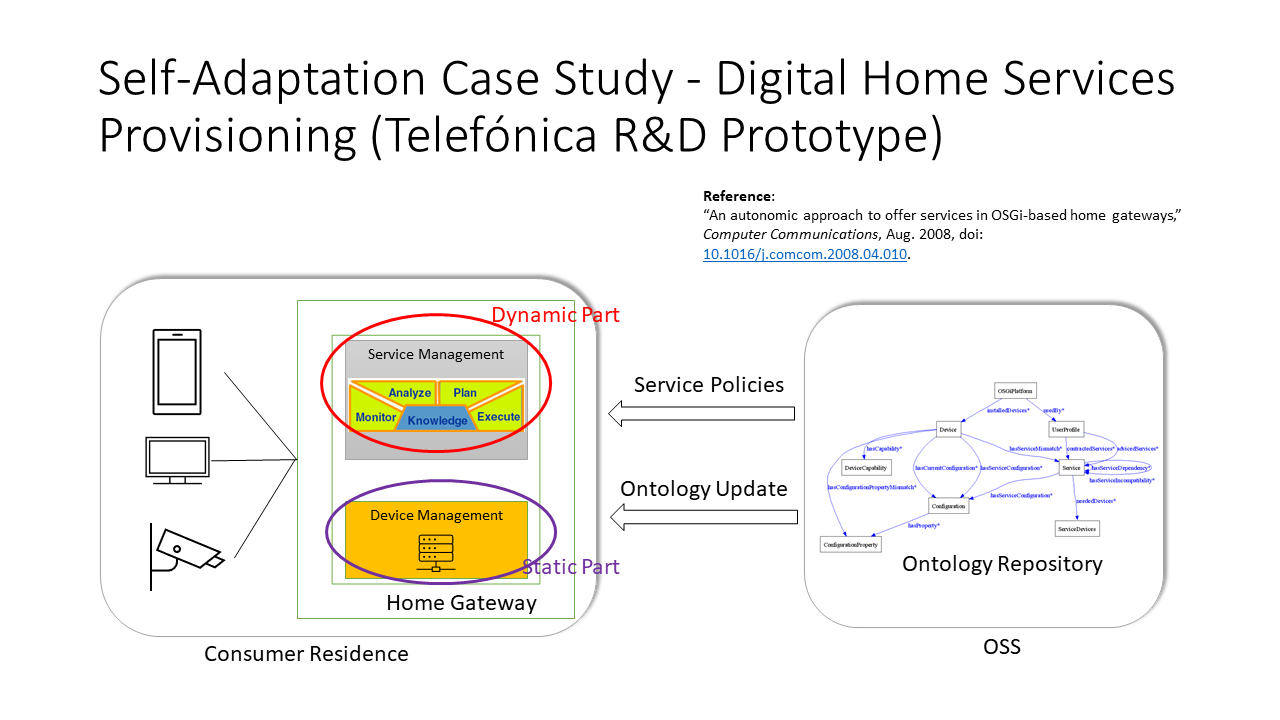 Self-Adaptation Case Study - Digital Home Services
Provisioning (Telefónica R&D Prototype)
Reference:
“An autonomic approach to offer services in OSGi-based home gateways,”
Computer Communications, Aug. 2008, doi:
10.1016/j.comcom.2008.04.010.
Dynamic Part
Service Management
Analyze
Plan
Monitor
Knowledge
Execute
Device Management
Static Part
Home Gateway
Consumer Residence
Service Policies
Ontology Update
OSGiPlatform
installedDevices*
usedBy*
Device
UserProfile
hasCapability*
hasServiceMismatch*
contractedServices*
advicedServices*
DeviceCapability
hasCurrentConfiguration*
hasServiceConfiguration*
Service
hasServiceDependency*
hasServiceIncompatibility*
hasConfigurationPropertyMismatch*
hasServiceConfiguration*
neededDevices*
Configuration
hasProperty*
ServiceDevices
ConfigurationProperty
Ontology Repository
OSS